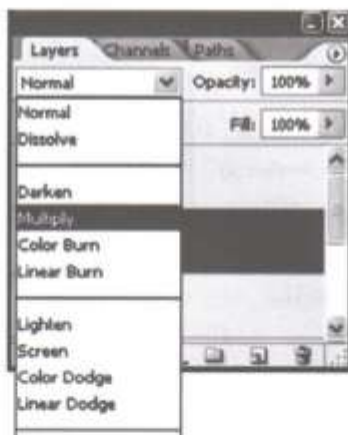 Layers Channels Paths
Normal Opacity: 100%
Normal Fill: 100%
Dissolve
Darken
Multiply
Color Burn
Linear Burn
Lighten
Screen
Color Dodge
Linear Dodge